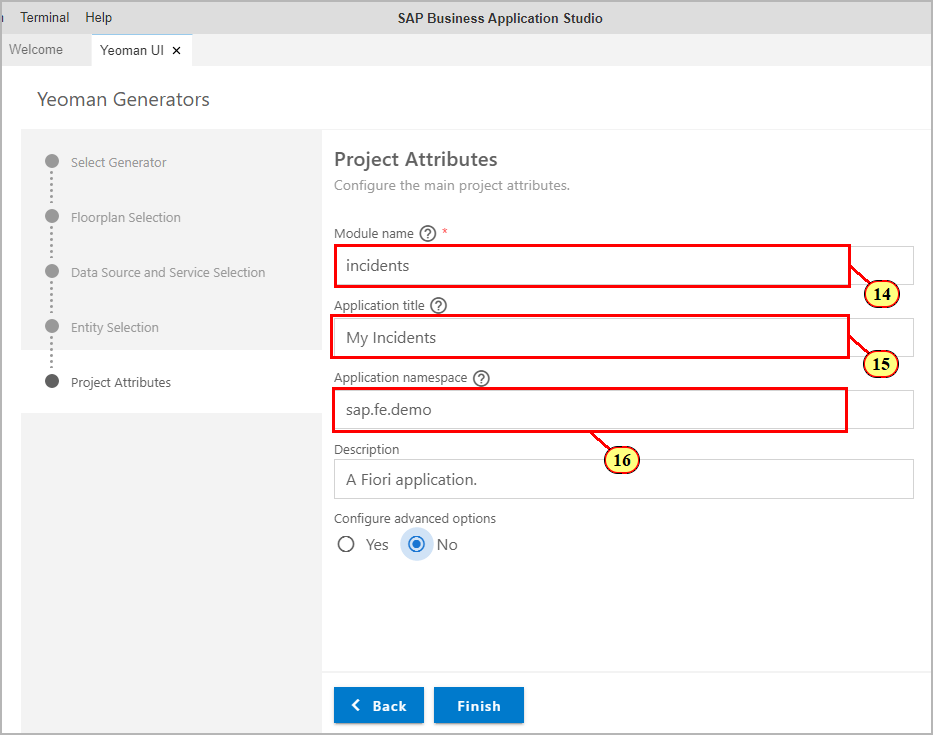 Terminal Help SAP Business Application Studio
Welcome Yeoman UI ×
Yeoman Generators
Select Generator
Floorplan Selection
Data Source and Service Selection
Entity Selection
Project Attributes
Project Attributes
Configure the main project attributes.
Module name ? *
incidents
14
Application title ?
My Incidents
15
Application namespace ?
sap.fe.demo
16
Description
A Fiori application.
Configure advanced options
Yes No
Back Finish